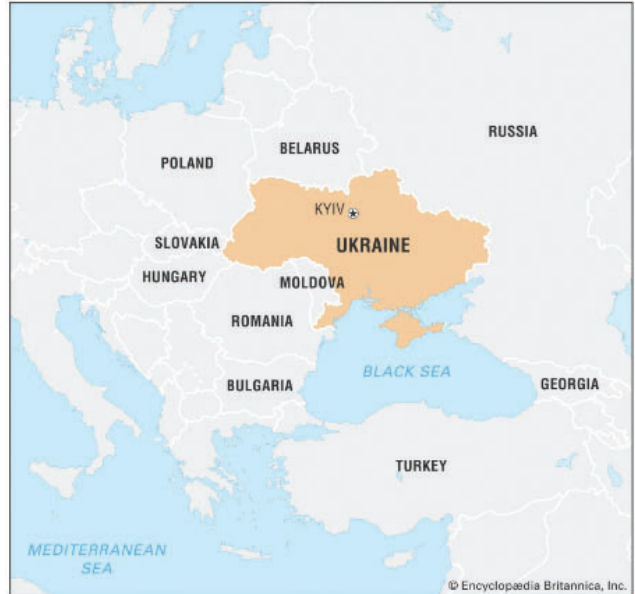 RUSSIA
BELARUS
POLAND
KYIV
SLOVAKIA
UKRAINE
HUNGARY
MOLDOVA
ROMANIA
BLACK SEA
BULGARIA
GEORGIA
TURKEY
MEDITERRANEAN
SEA
© Encyclopædia Britannica, Inc.